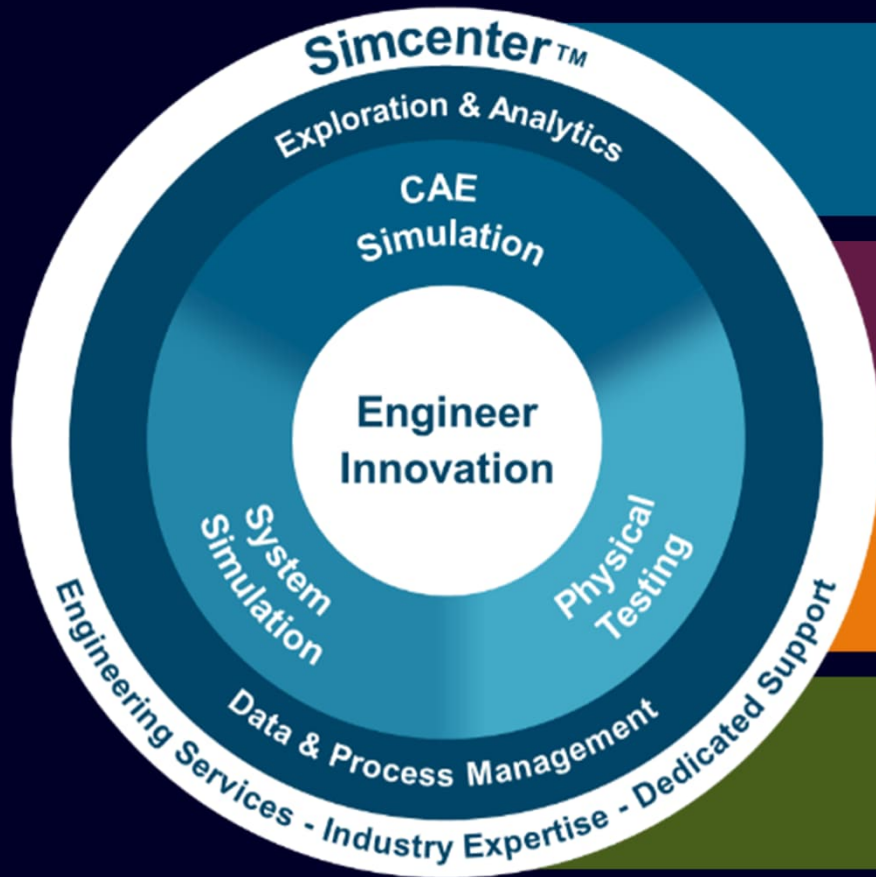 Simcenter™
Exploration & Analytics
CAE
Simulation
Engineer
Innovation
System
Simulation
Physical
Testing
Data & Process Management
Engineering Services - Industry Expertise - Dedicated Support